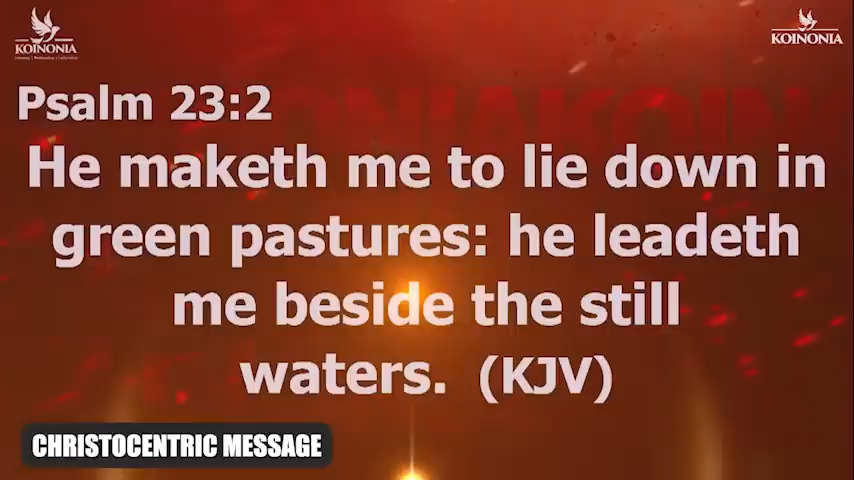 KOINONIA
KOINONIA
Psalm 23:2
He maketh me to lie down in
green pastures: he leadeth
me beside the still
waters. (KJV)
CHRISTOCENTRIC MESSAGE